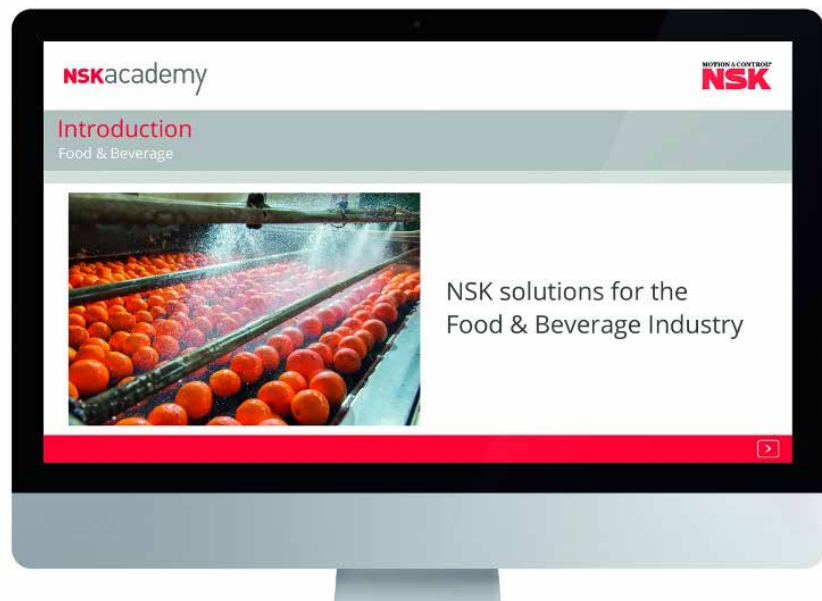 NSKacademy
MOTION & CONTROL
NSK
Introduction
Food & Beverage
NSK solutions for the
Food & Beverage Industry